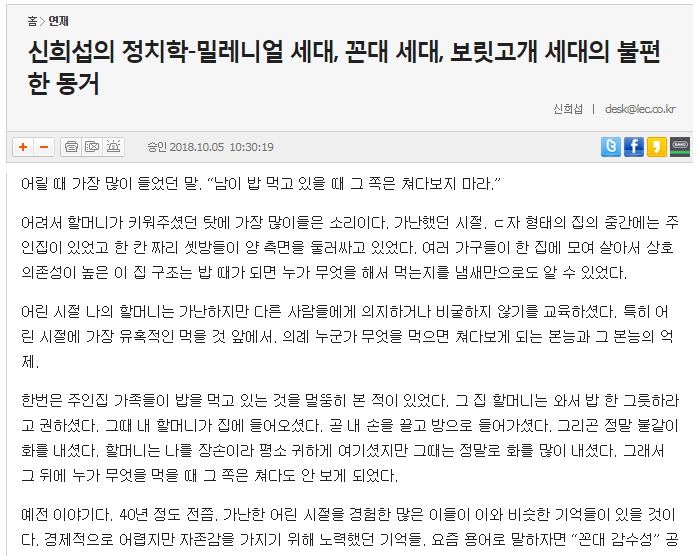 홈 > 연재
신희섭의 정치학-밀레니얼 세대, 꼰대 세대, 보릿고개 세대의 불편
한 동거
신희섭 | desk@lec.co.kr
승인 2018.10.05 10:30:19
어릴 때 가장 많이 들었던 말. “남이 밥 먹고 있을 때 그 쪽은 쳐다보지 마라.”
어려서 할머니가 키워주셨던 탓에 가장 많이들은 소리이다. 가난했던 시절. ㄷ자 형태의 집의 중간에는 주
인집이 있었고 한 칸 짜리 셋방들이 양 측면을 둘러싸고 있었다. 여러 가구들이 한 집에 모여 살아서 상호
의존성이 높은 이 집 구조는 밥 때가 되면 누가 무엇을 해서 먹는지를 냄새만으로도 알 수 있었다.
어린 시절 나의 할머니는 가난하지만 다른 사람들에게 의지하거나 비굴하지 않기를 교육하셨다. 특히 어
린 시절에 가장 유혹적인 먹을 것 앞에서. 의례 누군가 무엇을 먹으면 쳐다보게 되는 본능과 그 본능의 억
제.
한번은 주인집 가족들이 밥을 먹고 있는 것을 멀뚱히 본 적이 있었다. 그 집 할머니는 와서 밥 한 그릇하라
고 권하셨다. 그때 내 할머니가 집에 들어오셨다. 곧 내 손을 끌고 방으로 들어가셨다. 그리곤 정말 불같이
화를 내셨다. 할머니는 나를 장손이라 평소 귀하게 여기셨지만 그때는 정말로 화를 많이 내셨다. 그래서
그 뒤에 누가 무엇을 먹을 때 그 쪽은 쳐다도 안 보게 되었다.
예전 이야기다. 40년 정도 전쯤. 가난한 어린 시절을 경험한 많은 이들이 이와 비슷한 기억들이 있을 것이
다. 경제적으로 어렵지만 자존감을 가지기 위해 노력했던 기억들. 요즘 용어로 말하자면 “꼰대 감수성” 공